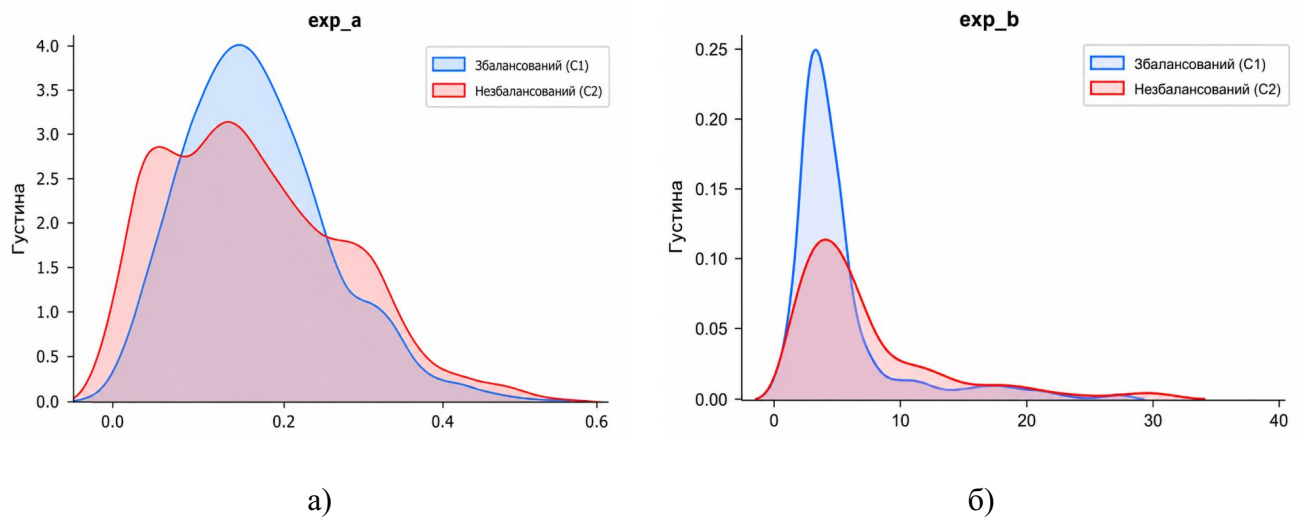 exp_a
Збалансований (C1)
Незбалансований (C2)
Густина
4.0
3.5
3.0
2.5
2.0
1.5
1.0
0.5
0.0
0.0 0.2 0.4 0.6
а)
exp_b
Збалансований (C1)
Незбалансований (C2)
Густина
0.25
0.20
0.15
0.10
0.05
0.00
0 10 20 30 40
б)